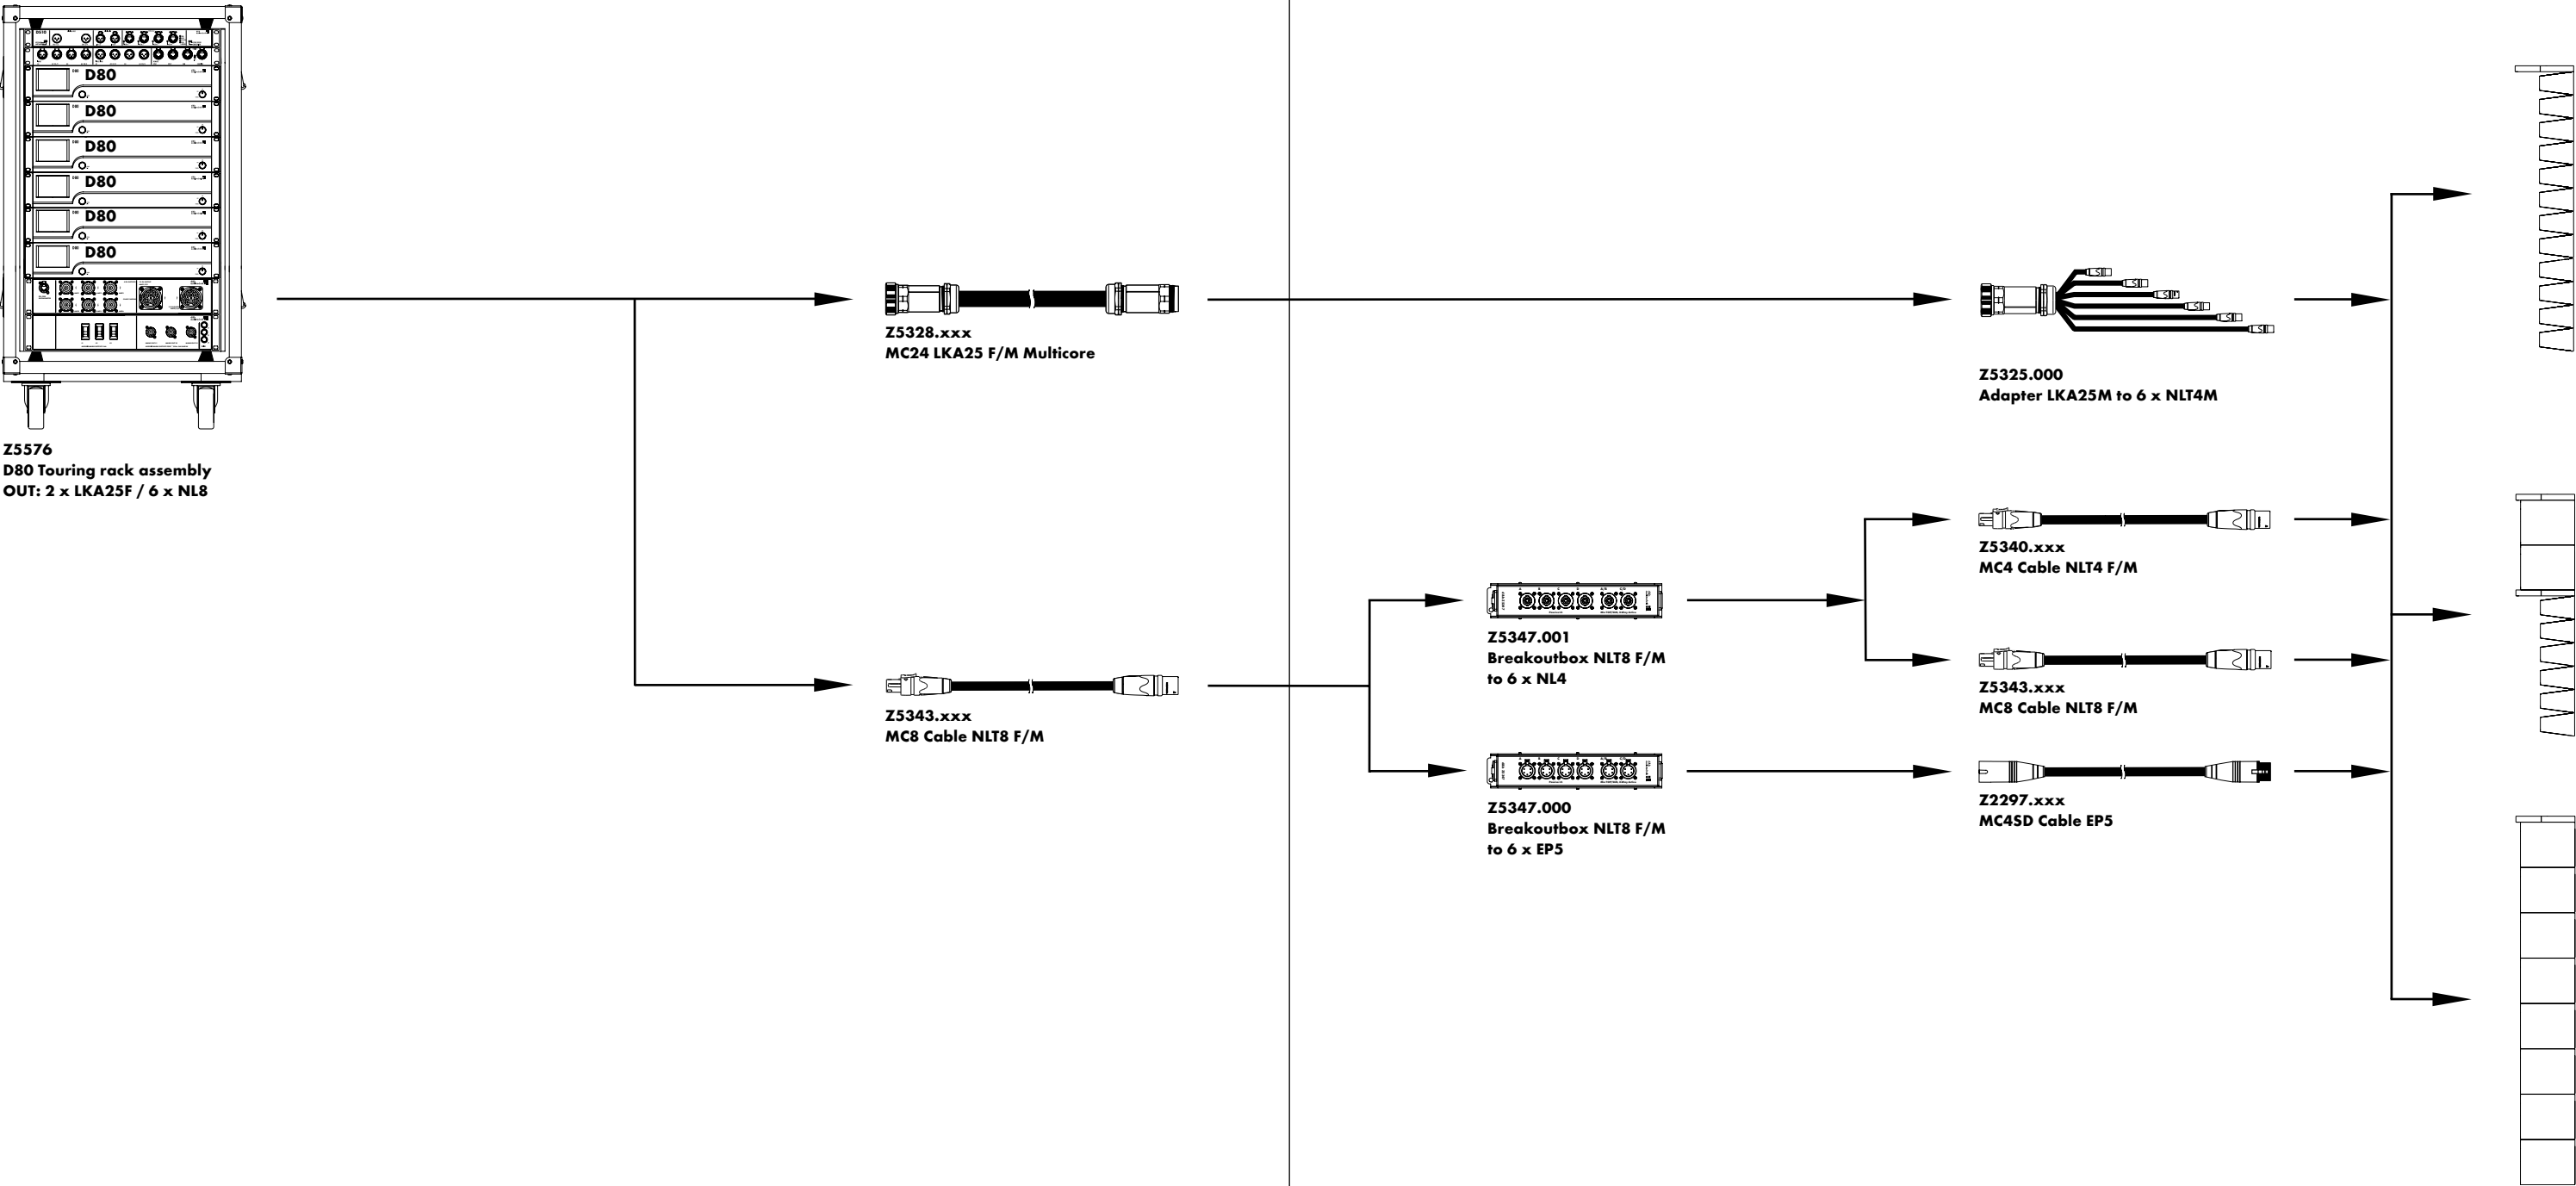 D80
D80
D80
D80
D80
D80
Z5576
D80 Touring rack assembly
OUT: 2 x LKA25F / 6 x NL8
Z5328.xxx
MC24 LKA25 F/M Multicore
Z5343.xxx
MC8 Cable NLT8 F/M
Z5347.001
Breakoutbox NLT8 F/M
to 6 x NL4
Z5347.000
Breakoutbox NLT8 F/M
to 6 x EP5
Z5325.000
Adapter LKA25M to 6 x NLT4M
Z5340.xxx
MC4 Cable NLT4 F/M
Z5343.xxx
MC8 Cable NLT8 F/M
Z2297.xxx
MC4SD Cable EP5